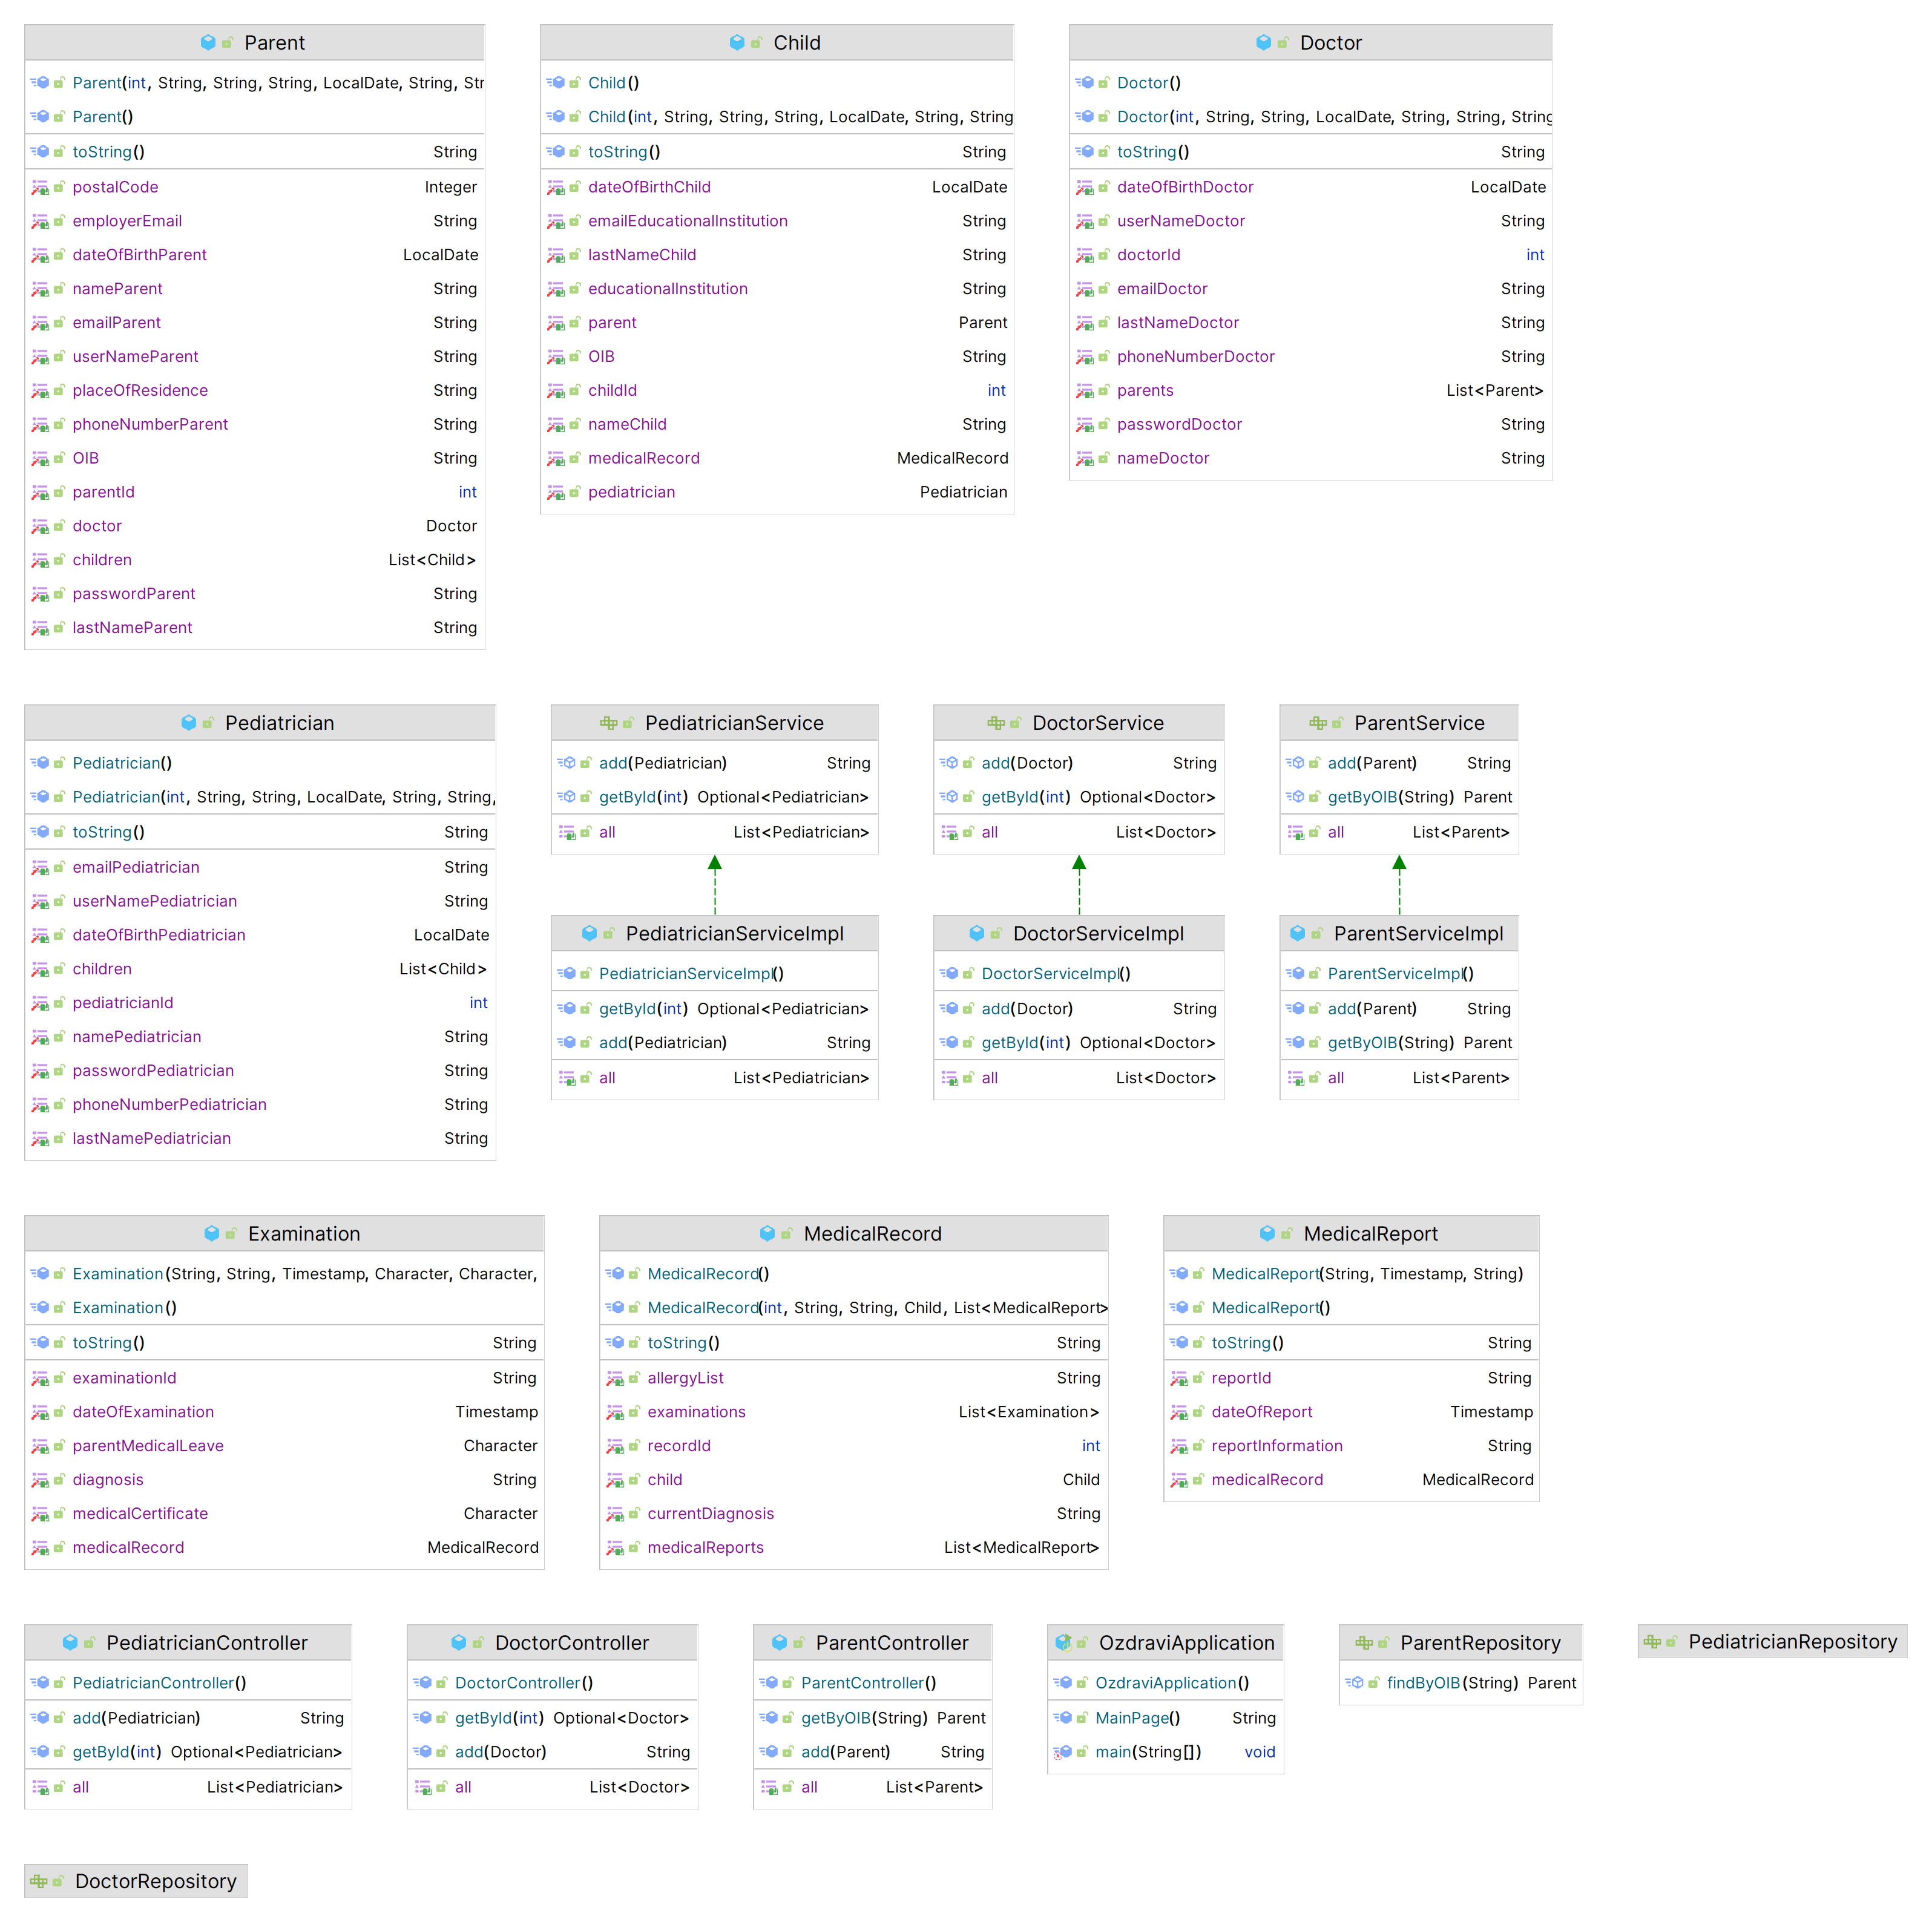 Parent
Parent(int, String, String, String, LocalDate, String, Str
Parent()
toString() String
postalCode Integer
employerEmail String
dateOfBirthParent LocalDate
nameParent String
emailParent String
userNameParent String
placeOfResidence String
phoneNumberParent String
OIB String
parentId int
doctor Doctor
children List<Child>
passwordParent String
lastNameParent String
Child
Child()
Child(int, String, String, String, LocalDate, String, String
toString() String
dateOfBirthChild LocalDate
emailEducationalInstitution String
lastNameChild String
educationalInstitution String
parent Parent
OIB String
childId int
nameChild String
medicalRecord MedicalRecord
pediatrician Pediatrician
Doctor
Doctor()
Doctor(int, String, String, LocalDate, String, String, String
toString() String
dateOfBirthDoctor LocalDate
userNameDoctor String
doctorId int
emailDoctor String
lastNameDoctor String
phoneNumberDoctor String
parents List<Parent>
passwordDoctor String
nameDoctor String
Pediatrician
Pediatrician()
Pediatrician(int, String, String, LocalDate, String, String,
toString() String
emailPediatrician String
userNamePediatrician String
dateOfBirthPediatrician LocalDate
children List<Child>
pediatricianId int
namePediatrician String
passwordPediatrician String
phoneNumberPediatrician String
lastNamePediatrician String
PediatricianService
add(Pediatrician) String
getById(int) Optional<Pediatrician>
all List<Pediatrician>
DoctorService
add(Doctor) String
getById(int) Optional<Doctor>
all List<Doctor>
ParentService
add(Parent) String
getByOIB(String) Parent
all List<Parent>
PediatricianServiceImpl
PediatricianServiceImpl()
getById(int) Optional<Pediatrician>
add(Pediatrician) String
all List<Pediatrician>
DoctorServiceImpl
DoctorServiceImpl()
add(Doctor) String
getById(int) Optional<Doctor>
all List<Doctor>
ParentServiceImpl
ParentServiceImpl()
add(Parent) String
getByOIB(String) Parent
all List<Parent>
Examination
Examination(String, String, Timestamp, Character, Character,
Examination()
toString() String
examinationId String
dateOfExamination Timestamp
parentMedicalLeave Character
diagnosis String
medicalCertificate Character
medicalRecord MedicalRecord
MedicalRecord
MedicalRecord()
MedicalRecord(int, String, String, Child, List<MedicalReport>
toString() String
allergyList String
examinations List<Examination>
recordId int
child Child
currentDiagnosis String
medicalReports List<MedicalReport>
MedicalReport
MedicalReport(String, Timestamp, String)
MedicalReport()
toString() String
reportId String
dateOfReport Timestamp
reportInformation String
medicalRecord MedicalRecord
PediatricianController
PediatricianController()
add(Pediatrician) String
getById(int) Optional<Pediatrician>
all List<Pediatrician>
DoctorController
DoctorController()
getById(int) Optional<Doctor>
add(Doctor) String
all List<Doctor>
ParentController
ParentController()
getByOIB(String) Parent
add(Parent) String
all List<Parent>
OzdraviApplication
OzdraviApplication()
MainPage() String
main(String[]) void
ParentRepository
findByOIB(String) Parent
PediatricianRepository
DoctorRepository